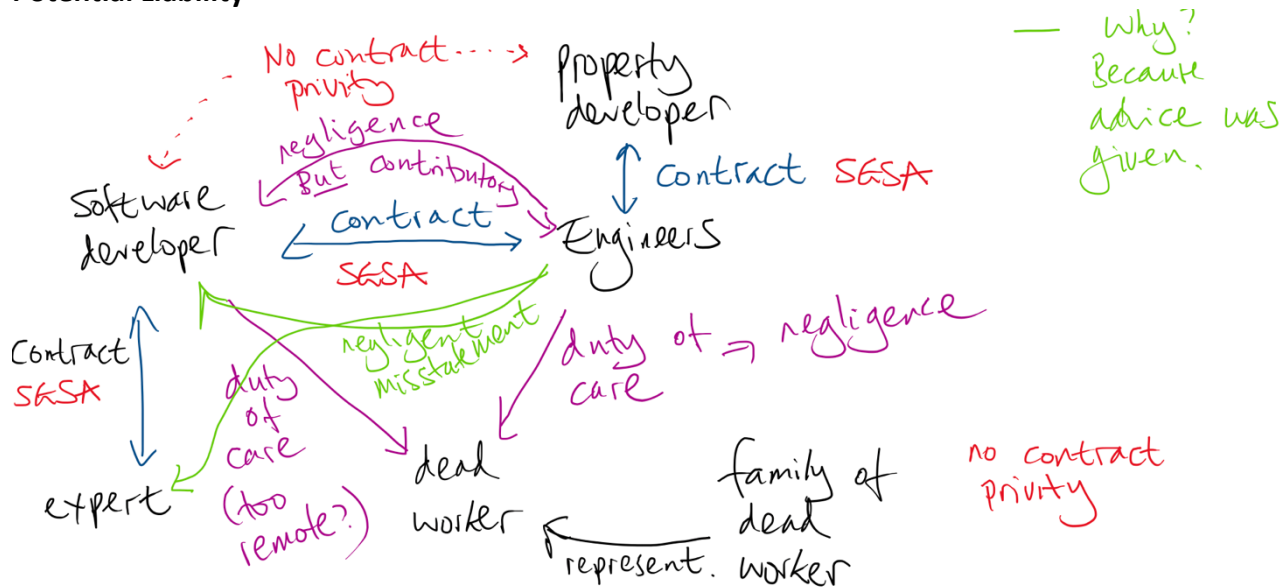 Potential Liability
No contract
privity
Property
developer
— Why?
Because
advice was
given.
negligence
But contributory
contract SGSA
Software
developer
contract
SGSA
Engineers
contract
SGSA
negligent
misstatement
duty of → negligence
care
duty
of
care
(too
remote?)
expert
dead
worker
represent.
family of
dead
worker
no contract
privity